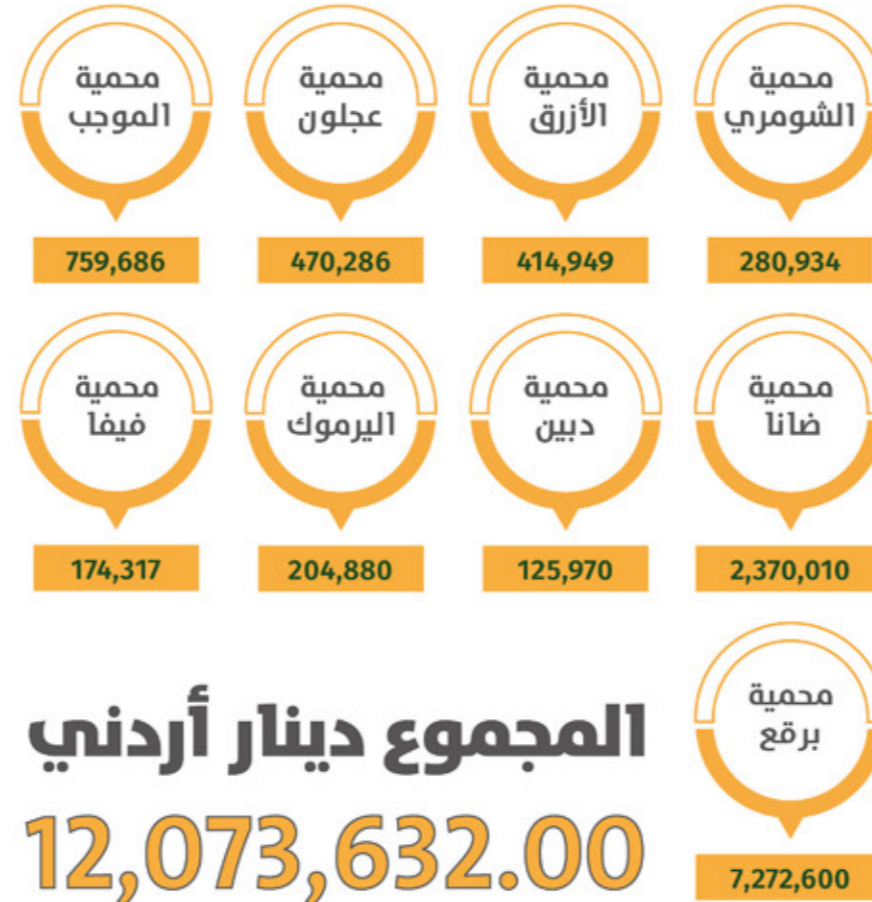 محمية
الشومري
280,934
محمية
الأزرق
414,949
محمية
عجلون
470,286
محمية
الموجب
759,686
محمية
ضانا
2,370,010
محمية
دبين
125,970
محمية
اليرموك
204,880
محمية
فيفا
174,317
محمية
برقع
7,272,600
المجموع دينار أردني
12,073,632.00